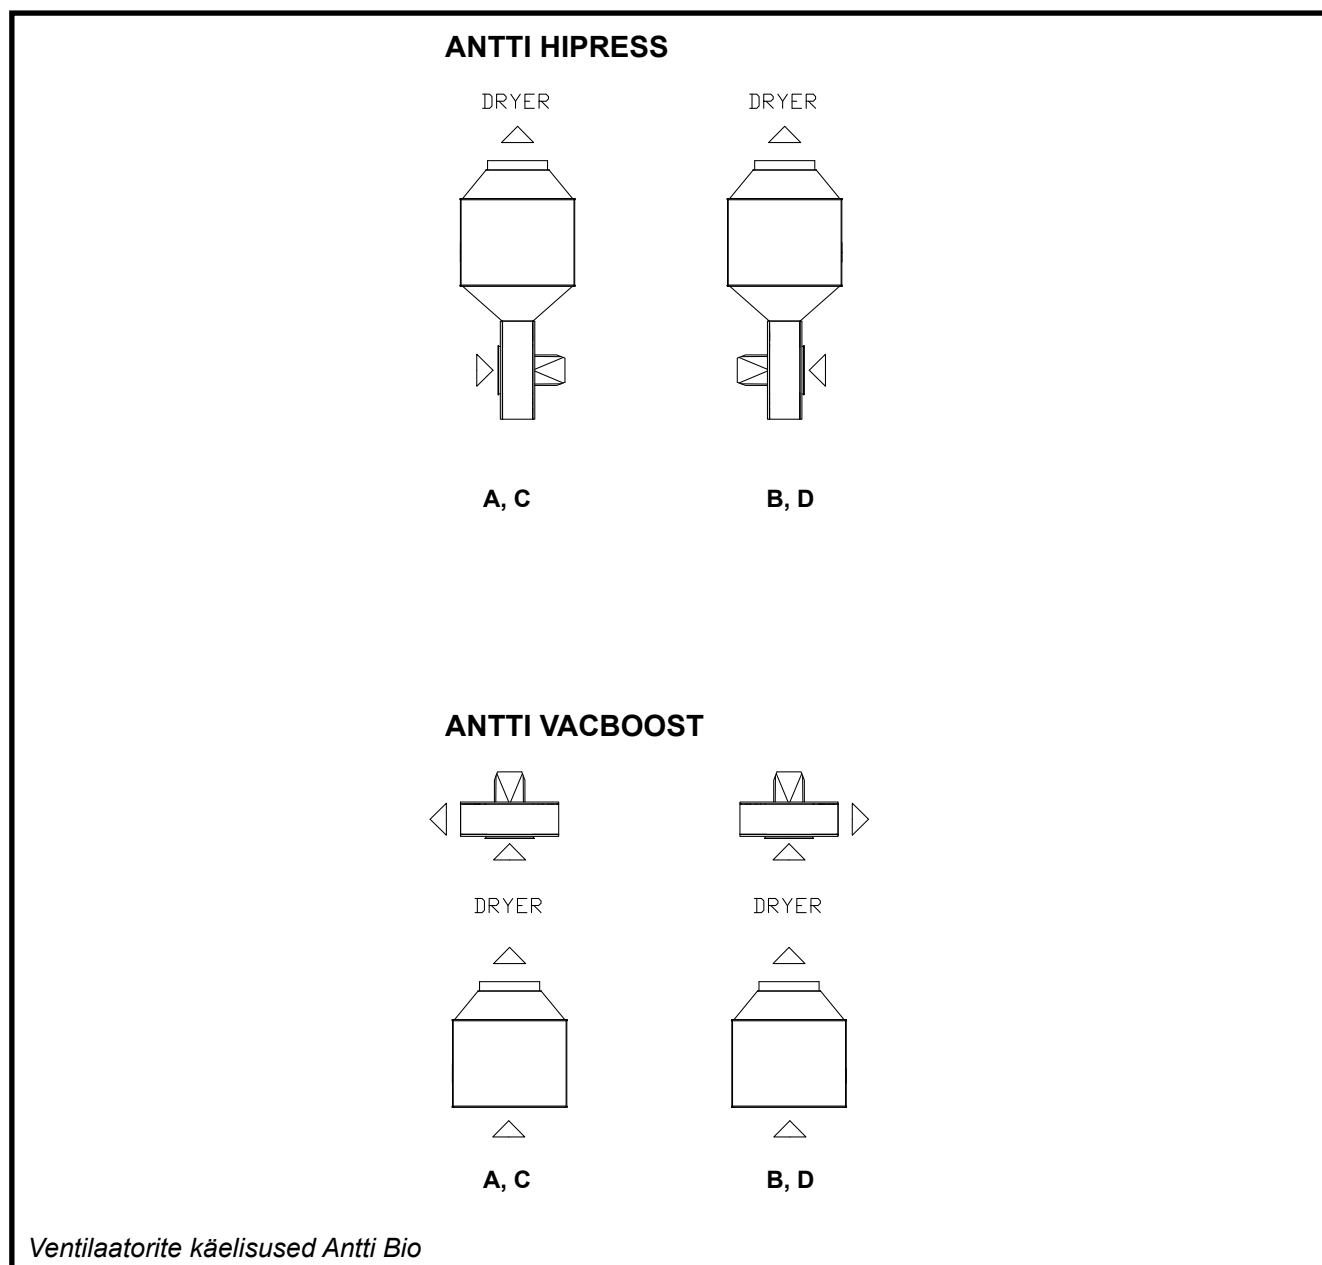 ANTTI HIPRESS
DRYER DRYER
A, C B, D
ANTTI VACBOOST
DRYER DRYER
A, C B, D
Ventilaatorite käelisused Antti Bio